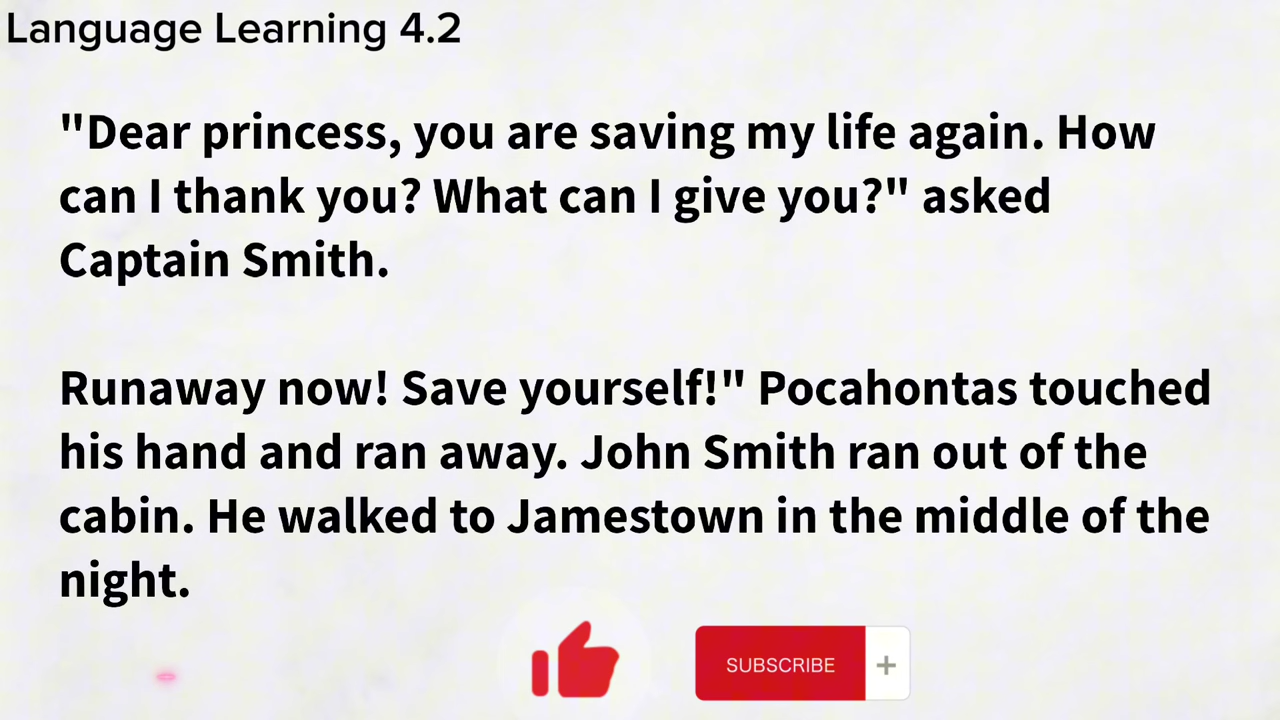 Language Learning 4.2
"Dear princess, you are saving my life again. How
can I thank you? What can I give you?" asked
Captain Smith.
Runaway now! Save yourself!" Pocahontas touched
his hand and ran away. John Smith ran out of the
cabin. He walked to Jamestown in the middle of the
night.
SUBSCRIBE +